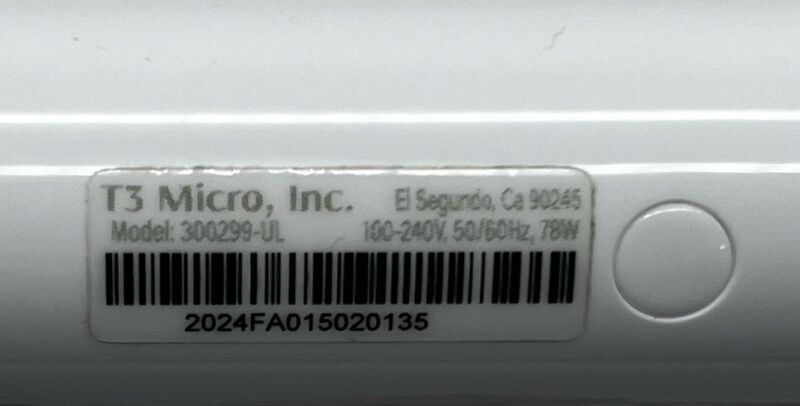 T3 Micro, Inc. El Segundo, Ca 90245
Model: 300299-UL 100-240V, 50/60Hz, 78W
2024FA015020135